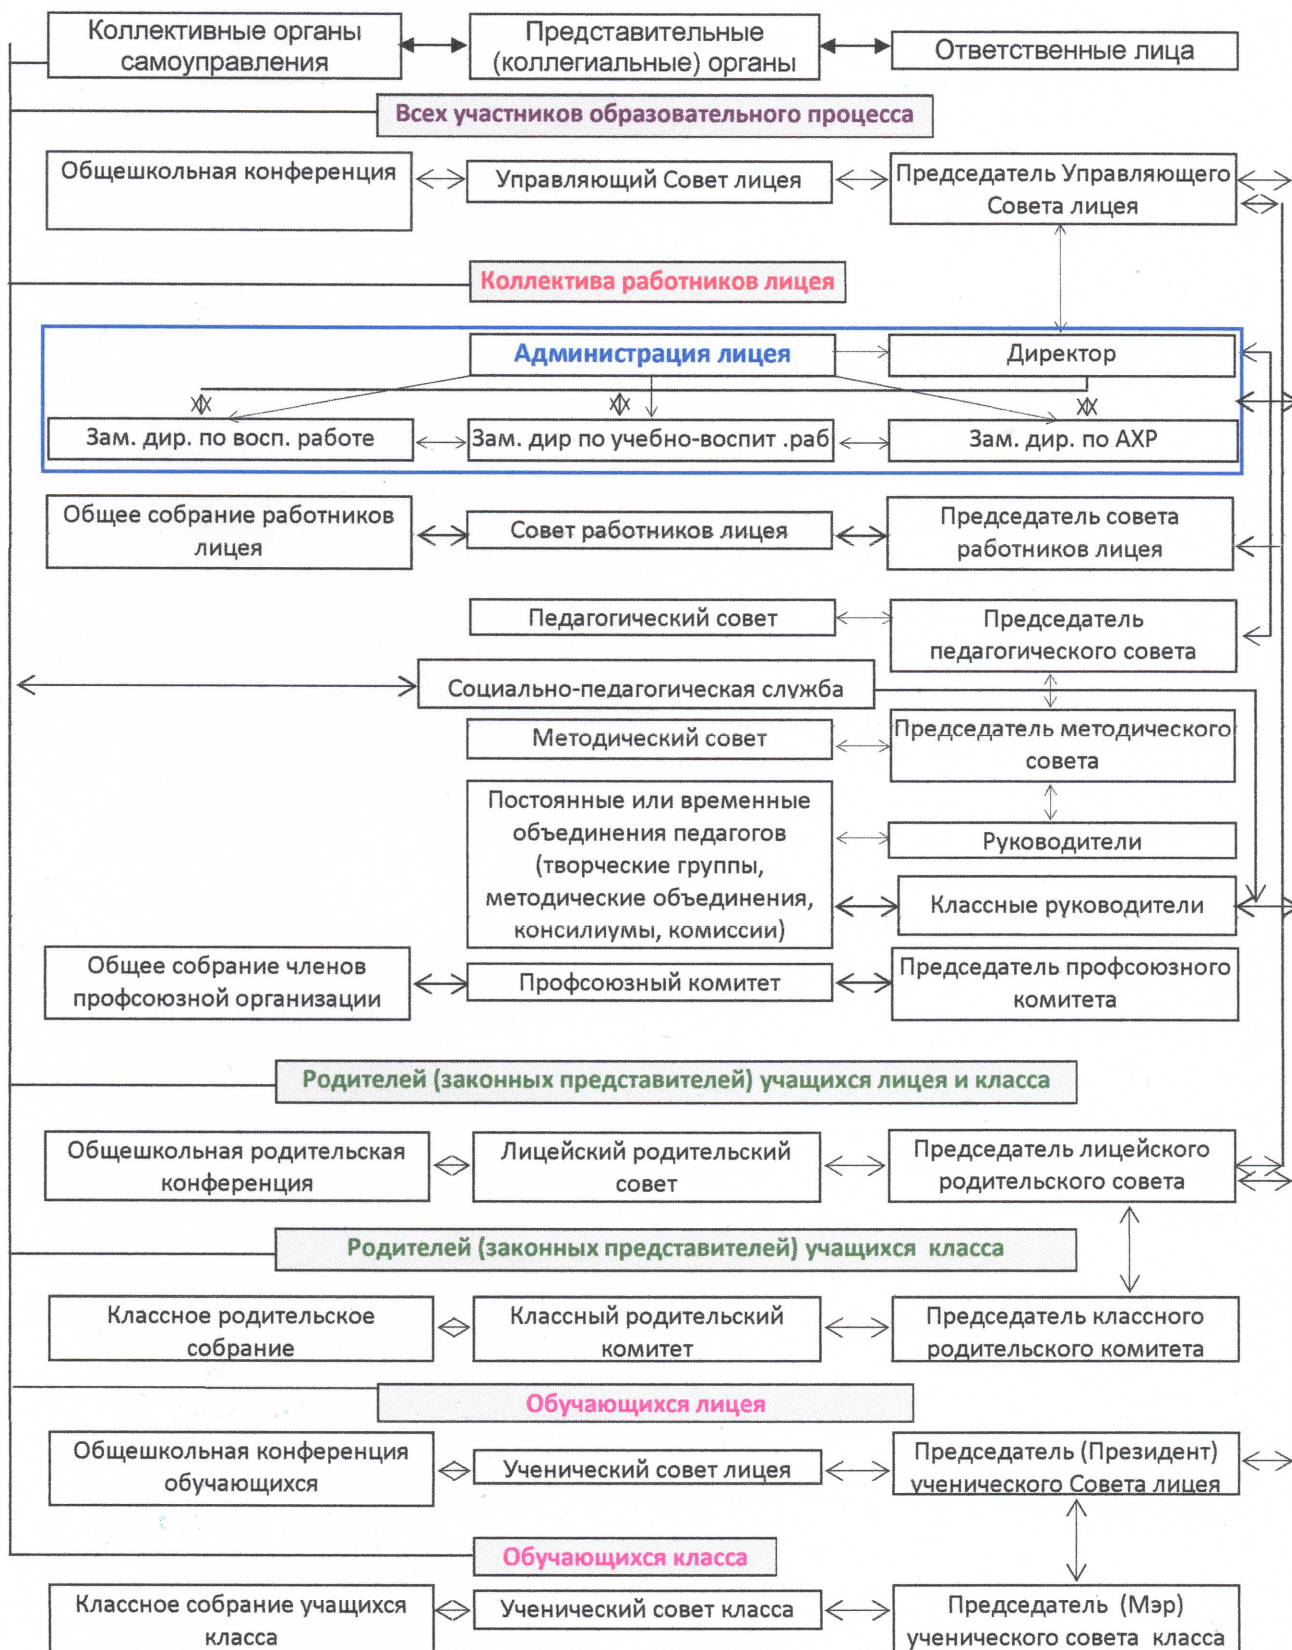 Коллективные органы
самоуправления
Представительные
(коллегиальные) органы
Ответственные лица
Всех участников образовательного процесса
Общешкольная конференция
Управляющий Совет лицея
Председатель Управляющего
Совета лицея
Коллектива работников лицея
Администрация лицея
Директор
Зам. дир. по восп. работе
Зам. дир по учебно-воспит .раб
Зам. дир. по АХР
Общее собрание работников
лицея
Совет работников лицея
Председатель совета
работников лицея
Педагогический совет
Председатель
педагогического совета
Социально-педагогическая служба
Методический совет
Председатель методического
совета
Постоянные или временные
объединения педагогов
(творческие группы,
методические объединения,
консилиумы, комиссии)
Руководители
Классные руководители
Общее собрание членов
профсоюзной организации
Профсоюзный комитет
Председатель профсоюзного
комитета
Родителей (законных представителей) учащихся лицея и класса
Общешкольная родительская
конференция
Лицейский родительский
совет
Председатель лицейского
родительского совета
Родителей (законных представителей) учащихся класса
Классное родительское
собрание
Классный родительский
комитет
Председатель классного
родительского комитета
Обучающихся лицея
Общешкольная конференция
обучающихся
Ученический совет лицея
Председатель (Президент)
ученического Совета лицея
Обучающихся класса
Классное собрание учащихся
класса
Ученический совет класса
Председатель (Мэр)
ученического совета класса